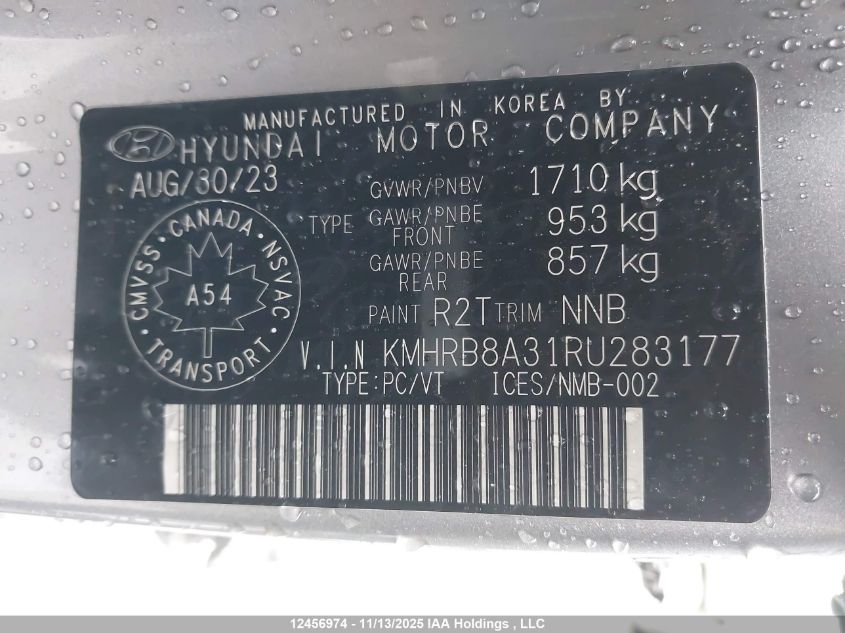 MANUFACTURED IN KOREA BY
HYUNDAI MOTOR COMPANY
AUG/30/23
GVWR/PNBV 1710 kg
TYPE GAWR/PNBE FRONT 953 kg
GAWR/PNBE REAR 857 kg
CMVSS · CANADA · NSVAC
A54
TRANSPORT
PAINT R2T TRIM NNB
V.I.N KMHRB8A31RU283177
TYPE:PC/VT ICES/NMB-002
12456974 - 11/13/2025 IAA Holdings , LLC